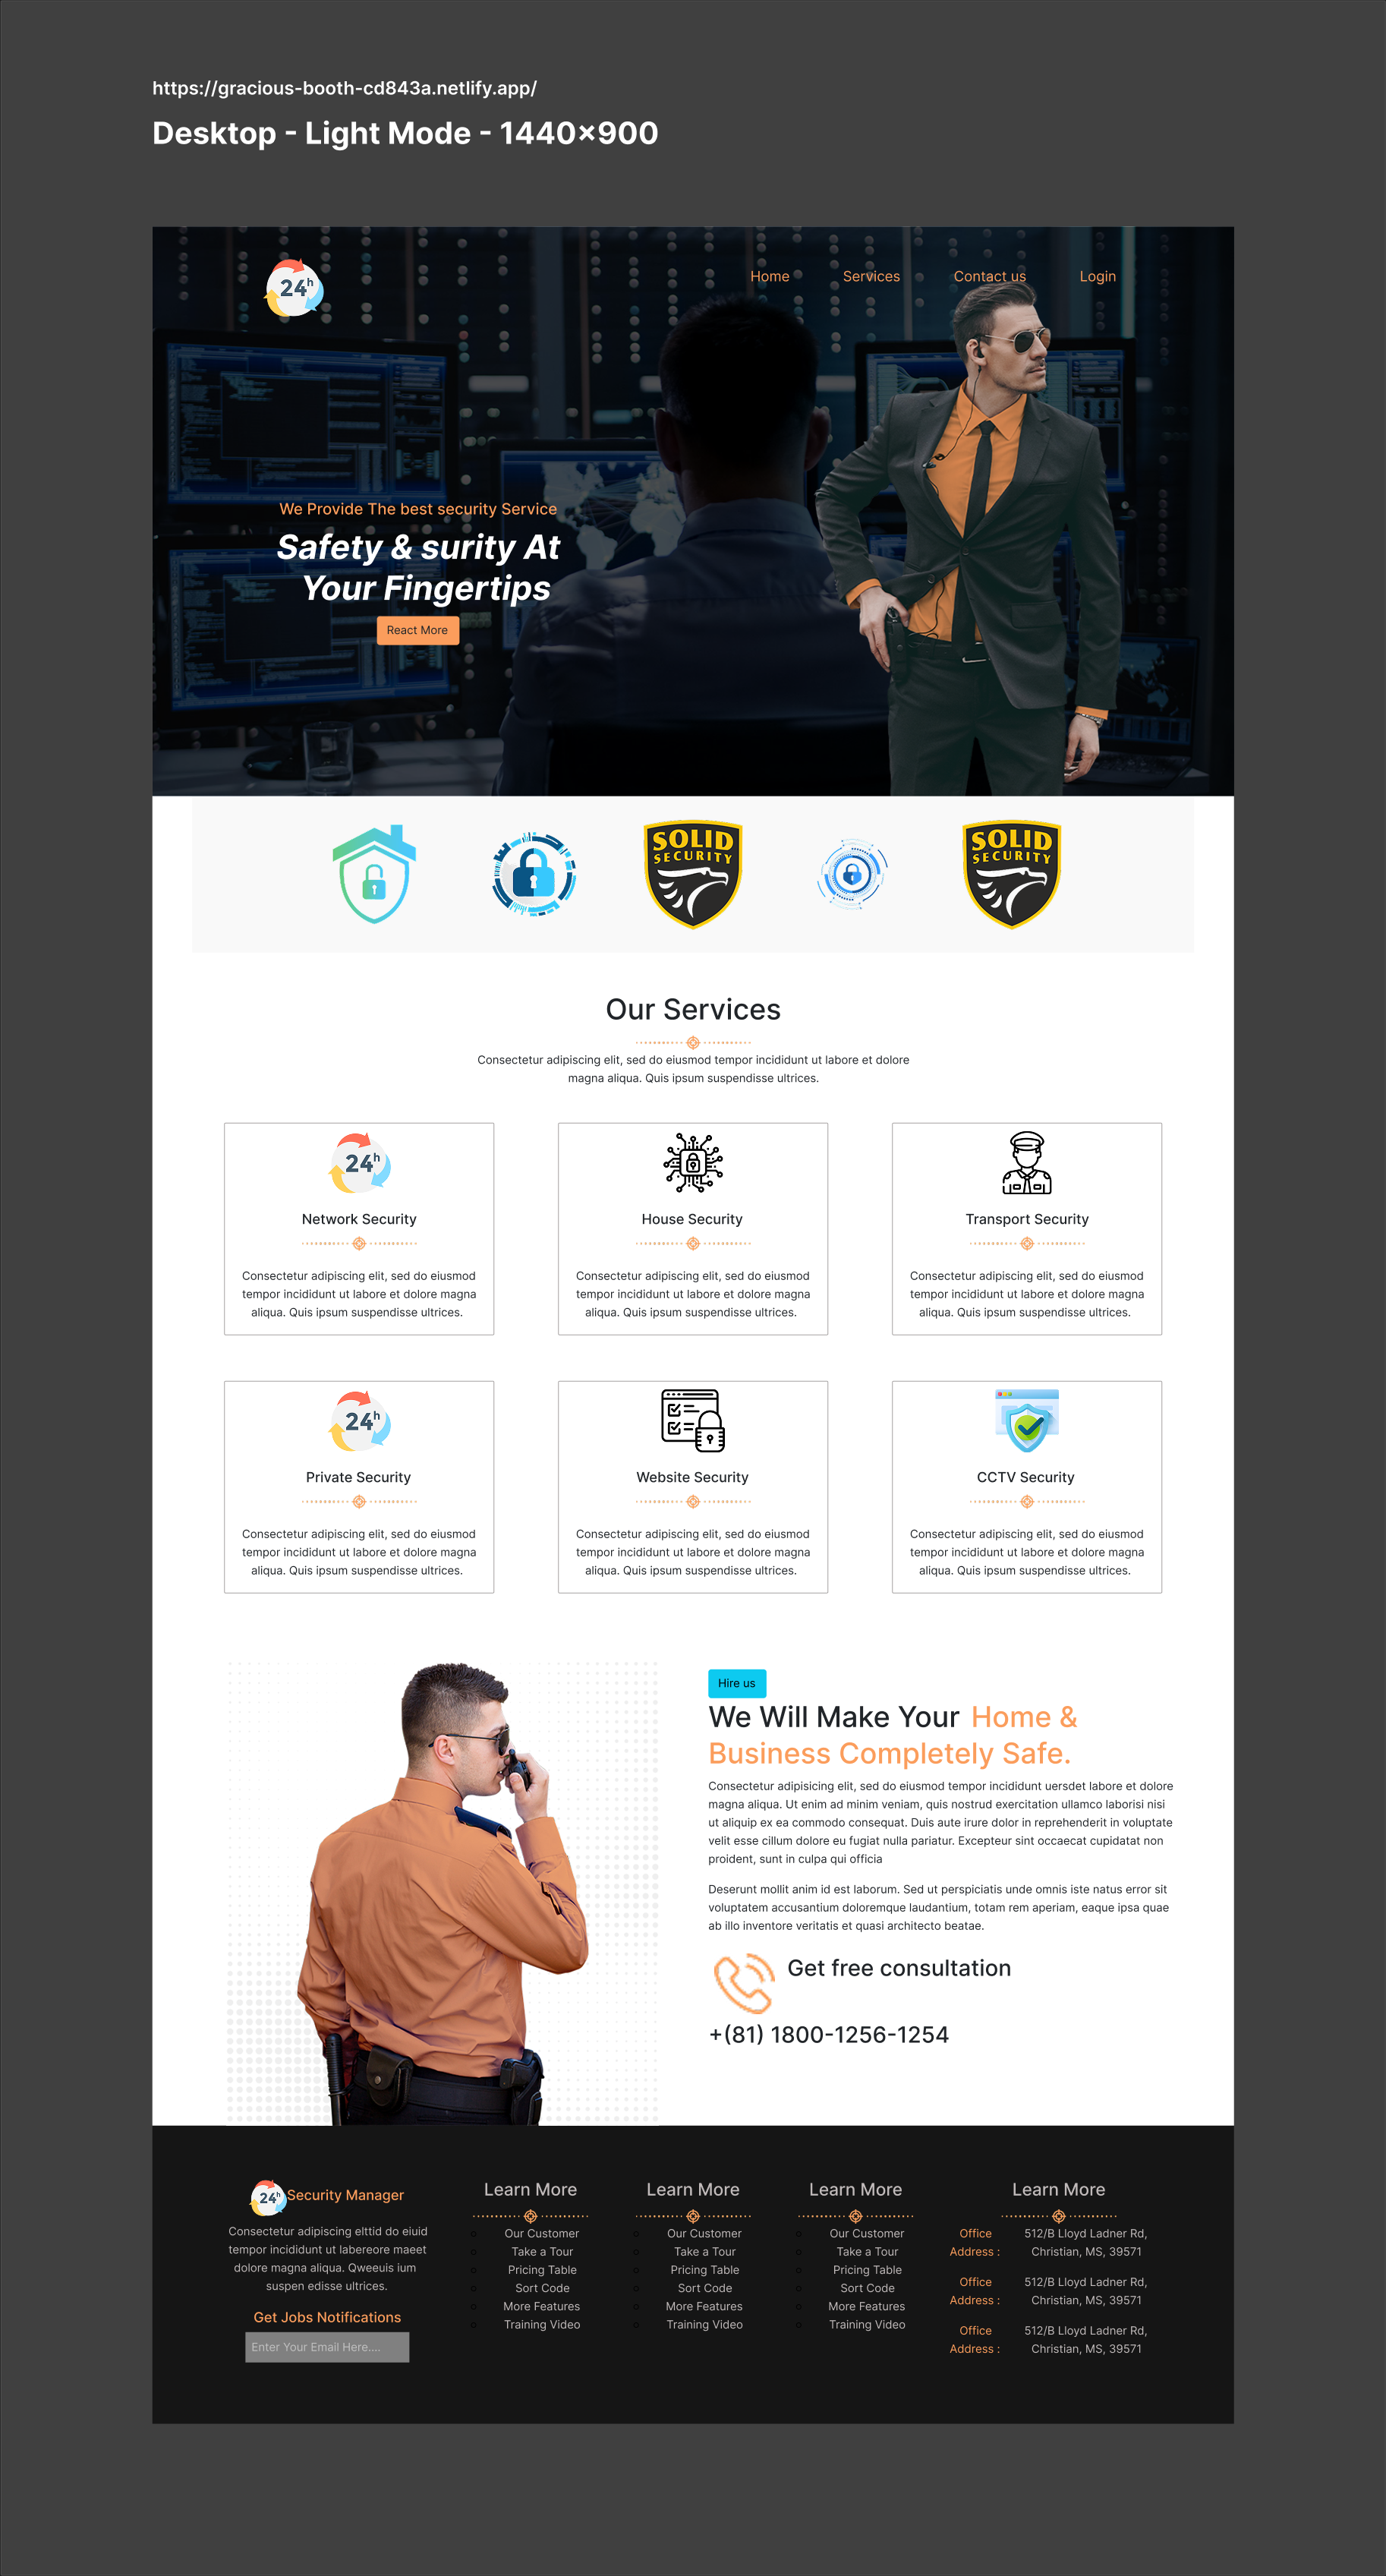 https://gracious-booth-cd843a.netlify.app/
Desktop - Light Mode - 1440×900
24h
Home
Services
Contact us
Login
We Provide The best security Service
Safety & surity At
Your Fingertips
React More
SOLID
SECURITY
SOLID
SECURITY
Our Services
Consectetur adipiscing elit, sed do eiusmod tempor incididunt ut labore et dolore
magna aliqua. Quis ipsum suspendisse ultrices.
24h
Network Security
Consectetur adipiscing elit, sed do eiusmod
tempor incididunt ut labore et dolore magna
aliqua. Quis ipsum suspendisse ultrices.
House Security
Consectetur adipiscing elit, sed do eiusmod
tempor incididunt ut labore et dolore magna
aliqua. Quis ipsum suspendisse ultrices.
Transport Security
Consectetur adipiscing elit, sed do eiusmod
tempor incididunt ut labore et dolore magna
aliqua. Quis ipsum suspendisse ultrices.
24h
Private Security
Consectetur adipiscing elit, sed do eiusmod
tempor incididunt ut labore et dolore magna
aliqua. Quis ipsum suspendisse ultrices.
Website Security
Consectetur adipiscing elit, sed do eiusmod
tempor incididunt ut labore et dolore magna
aliqua. Quis ipsum suspendisse ultrices.
CCTV Security
Consectetur adipiscing elit, sed do eiusmod
tempor incididunt ut labore et dolore magna
aliqua. Quis ipsum suspendisse ultrices.
Hire us
We Will Make Your Home &
Business Completely Safe.
Consectetur adipisicing elit, sed do eiusmod tempor incididunt uersdet labore et dolore
magna aliqua. Ut enim ad minim veniam, quis nostrud exercitation ullamco laborisi nisi
ut aliquip ex ea commodo consequat. Duis aute irure dolor in reprehenderit in voluptate
velit esse cillum dolore eu fugiat nulla pariatur. Excepteur sint occaecat cupidatat non
proident, sunt in culpa qui officia
Deserunt mollit anim id est laborum. Sed ut perspiciatis unde omnis iste natus error sit
voluptatem accusantium doloremque laudantium, totam rem aperiam, eaque ipsa quae
ab illo inventore veritatis et quasi architecto beatae.
Get free consultation
+(81) 1800-1256-1254
24h
Security Manager
Consectetur adipiscing elttid do eiuid
tempor incididunt ut labereore maeet
dolore magna aliqua. Qweeuis ium
suspen edisse ultrices.
Get Jobs Notifications
Enter Your Email Here....
Learn More
Our Customer
Take a Tour
Pricing Table
Sort Code
More Features
Training Video
Learn More
Our Customer
Take a Tour
Pricing Table
Sort Code
More Features
Training Video
Learn More
Our Customer
Take a Tour
Pricing Table
Sort Code
More Features
Training Video
Learn More
Office 512/B Lloyd Ladner Rd,
Address : Christian, MS, 39571
Office 512/B Lloyd Ladner Rd,
Address : Christian, MS, 39571
Office 512/B Lloyd Ladner Rd,
Address : Christian, MS, 39571